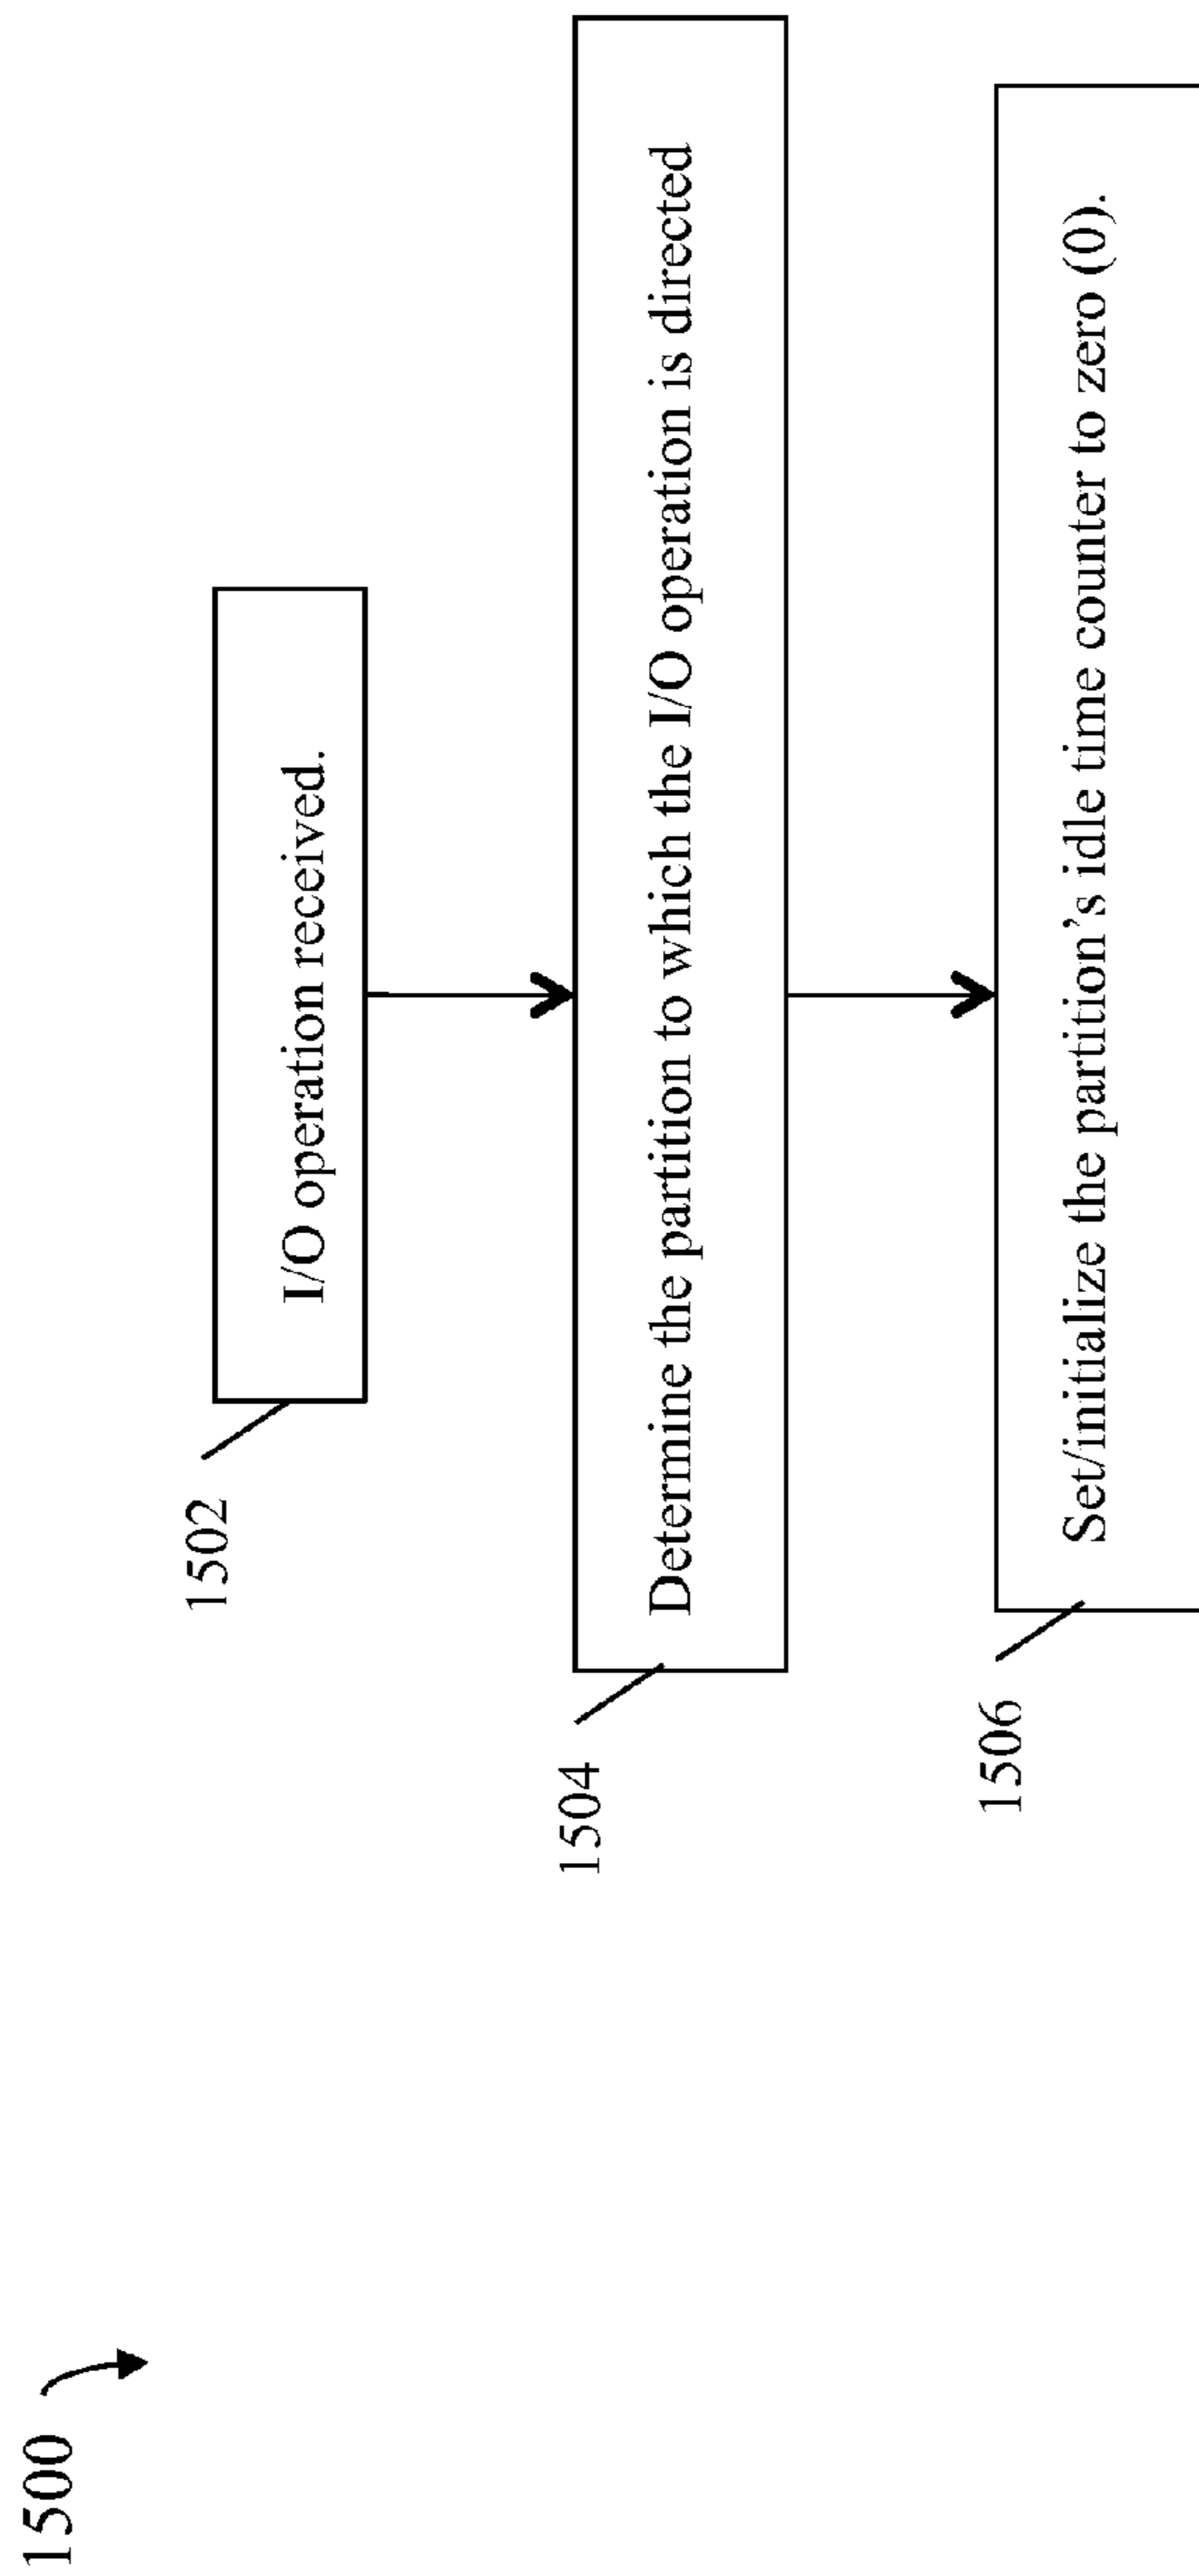 1500
1502
I/O operation received.
1504
Determine the partition to which the I/O operation is directed
1506
Set/initialize the partition’s idle time counter to zero (0).